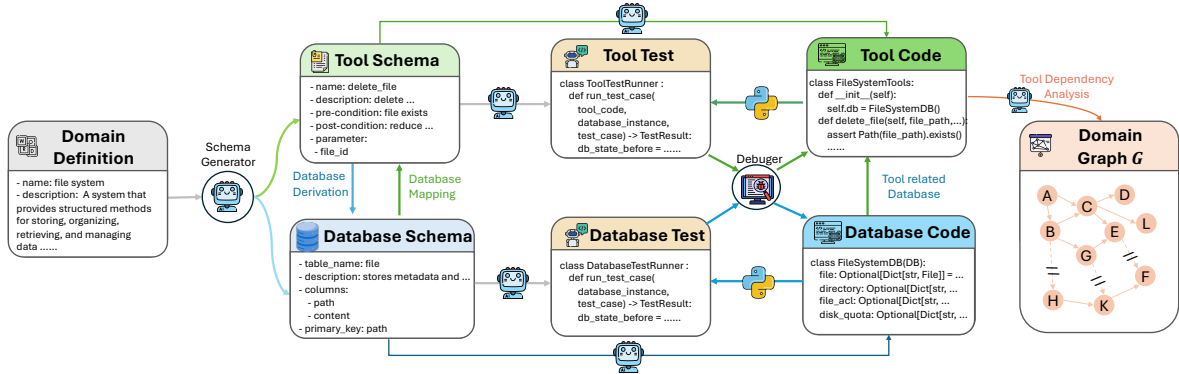 Domain
Definition
- name: file system
- description: A system that
provides structured methods
for storing, organizing,
retrieving, and managing
data ......
Schema
Generator
Tool Schema
- name: delete_file
- description: delete ...
- pre-condition: file exists
- post-condition: reduce ...
- parameter:
- file_id
Database
Derivation
Database
Mapping
Database Schema
- table_name: file
- description: stores metadata and ...
- columns:
- path
- content
- primary_key: path
Tool Test
class ToolTestRunner :
def run_test_case(
tool_code,
database_instance,
test_case) -> TestResult:
db_state_before = ......
Debuger
Database Test
class DatabaseTestRunner :
def run_test_case(
database_instance,
test_case) -> TestResult:
db_state_before = ......
Tool Code
class FileSystemTools:
def __init__(self):
self.db = FileSystemDB()
def delete_file(self, file_path,...):
assert Path(file_path).exists()
......
Tool related
Database
Database Code
class FileSystemDB(DB):
file: Optional[Dict[str, File]] = ...
directory: Optional[Dict[str, ...
file_acl: Optional[Dict[str, ...
disk_quota: Optional[Dict[str, ...
Tool Dependency
Analysis
Domain
Graph G
A
D
C
L
B
E
G
F
H
K